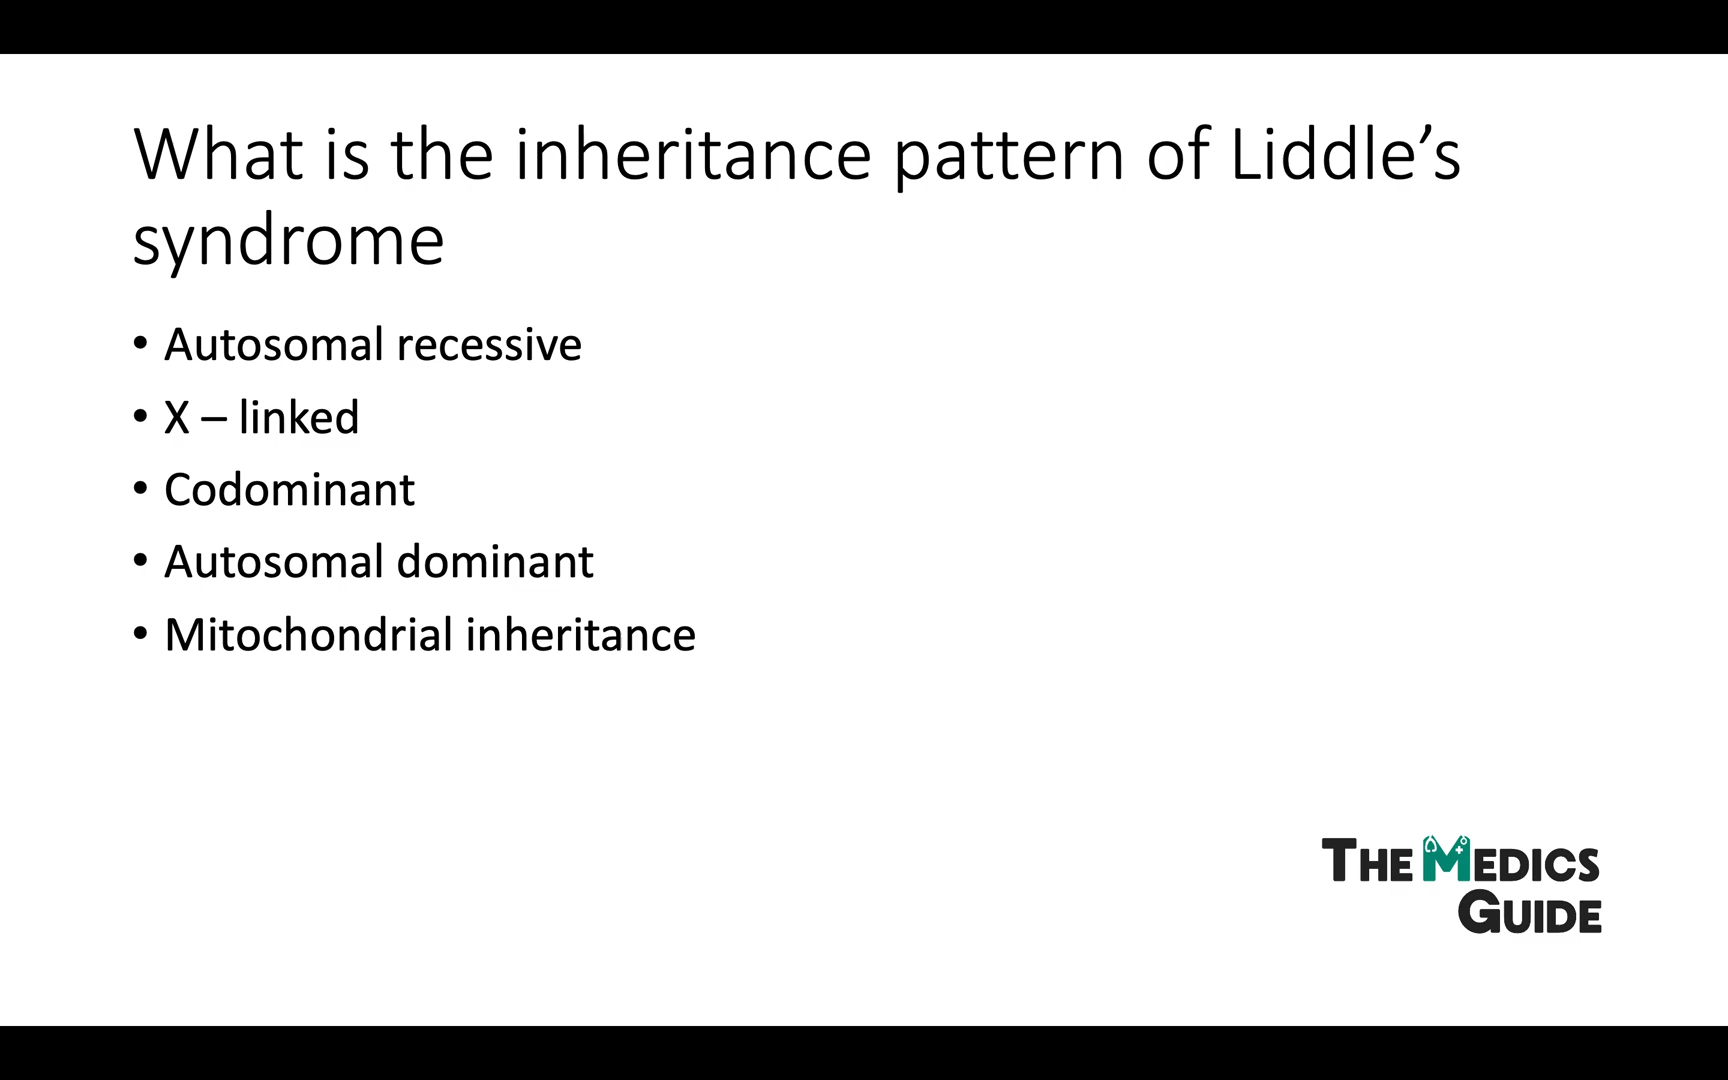 What is the inheritance pattern of Liddle’s
syndrome
• Autosomal recessive
• X – linked
• Codominant
• Autosomal dominant
• Mitochondrial inheritance
THE MEDICS
GUIDE